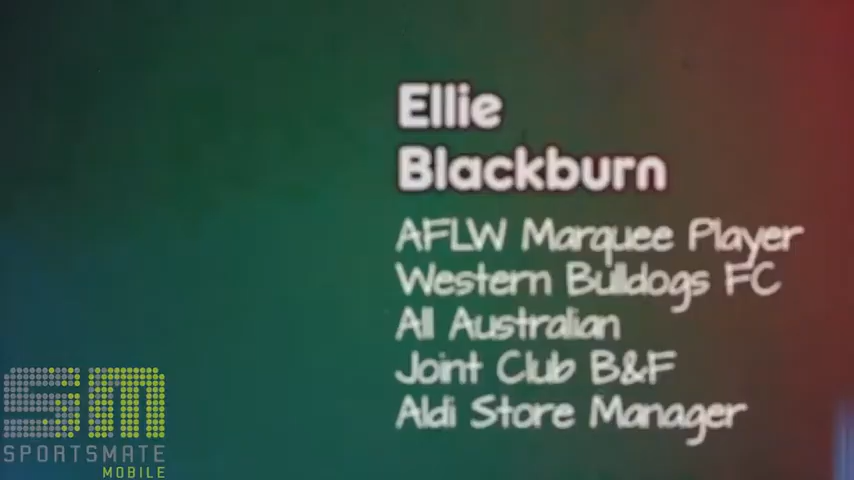 Ellie
Blackburn
AFLW Marquee Player
Western Bulldogs FC
All Australian
Joint Club B&F
Aldi Store Manager
SM
SPORTSMATE
MOBILE